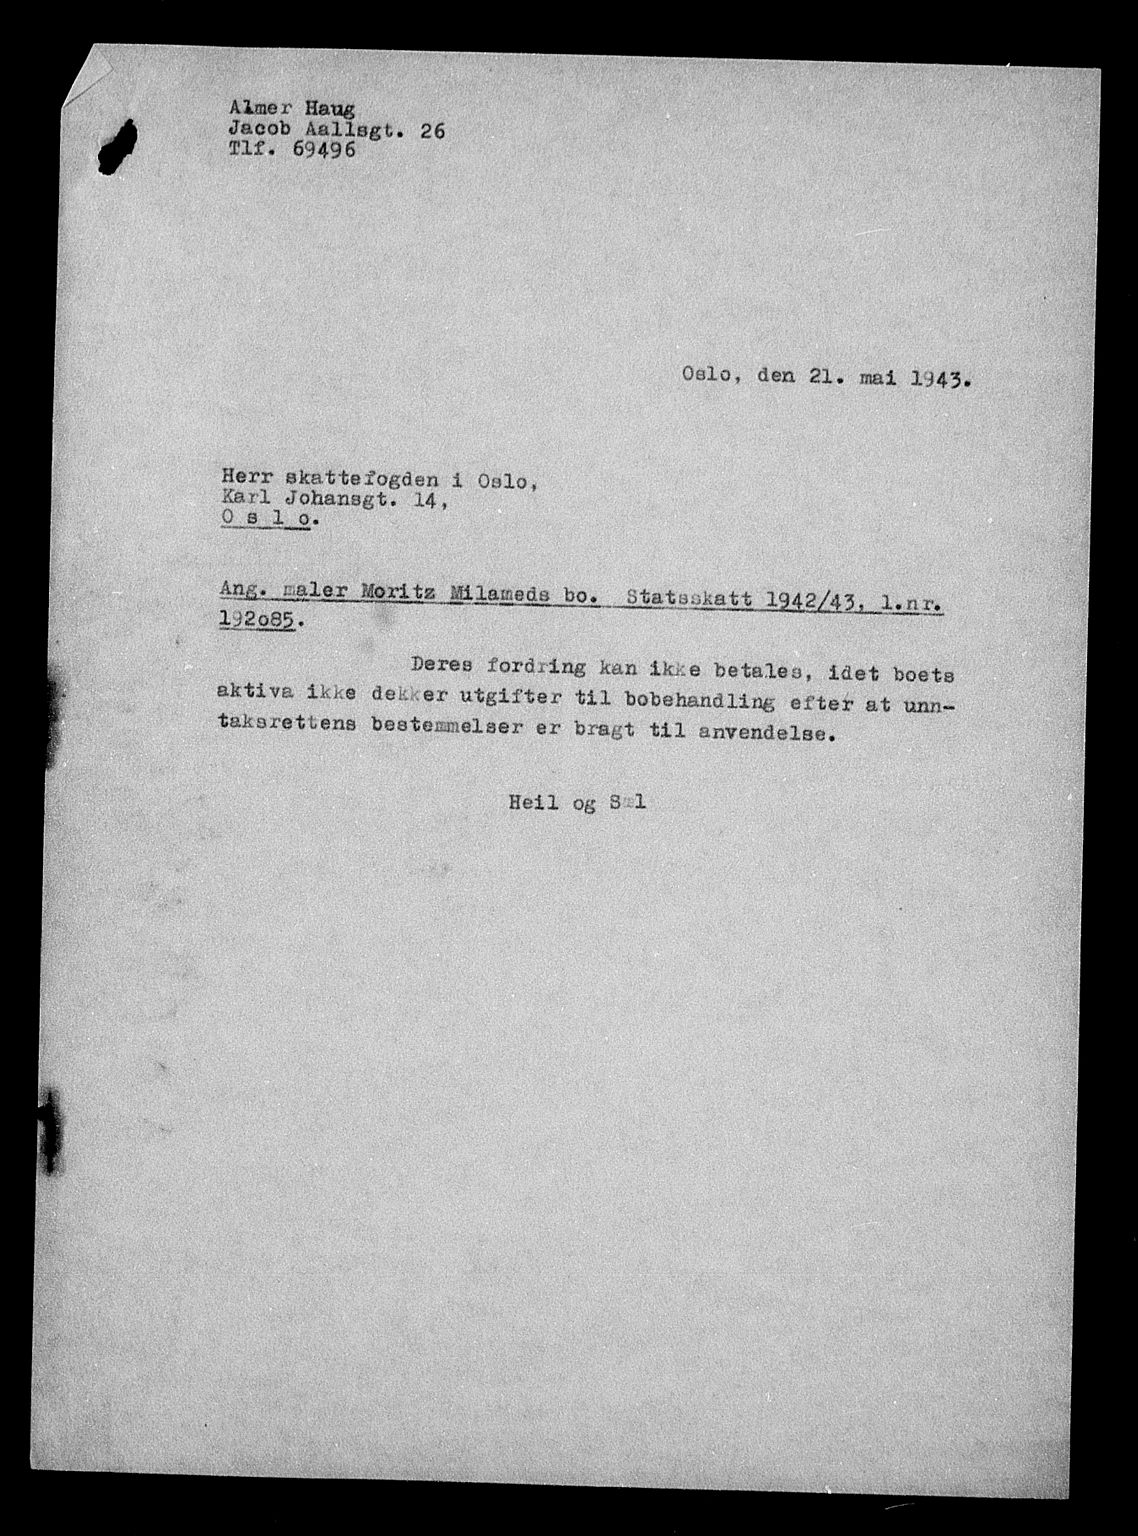 Almer Haug
Jacob Aallsgt. 26
Tlf. 69496
Oslo, den 21. mai 1943.
Herr skattefogden i Oslo,
Karl Johansgt. 14,
O s l o.
Ang. maler Moritz Milameds bo. Statsskatt 1942/43, l.nr.
192o85.
Deres fordring kan ikke betales, idet boets
aktiva ikke dekker utgifter til bobehandling efter at unn-
taksrettens bestemmelser er bragt til anvendelse.
Heil og Sæl